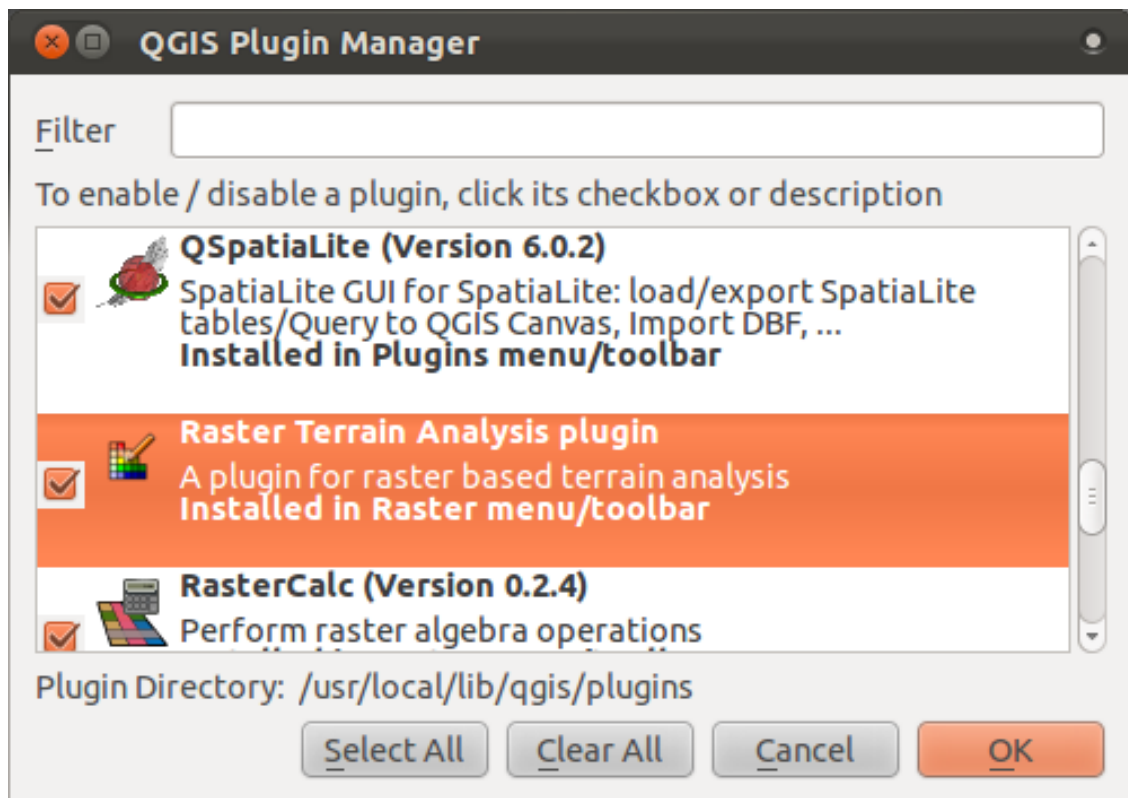 QGIS Plugin Manager
Filter
To enable / disable a plugin, click its checkbox or description
QSpatiaLite (Version 6.0.2)
SpatiaLite GUI for SpatiaLite: load/export SpatiaLite
tables/Query to QGIS Canvas, Import DBF, ...
Installed in Plugins menu/toolbar
Raster Terrain Analysis plugin
A plugin for raster based terrain analysis
Installed in Raster menu/toolbar
RasterCalc (Version 0.2.4)
Perform raster algebra operations
Plugin Directory: /usr/local/lib/qgis/plugins
Select All
Clear All
Cancel
OK